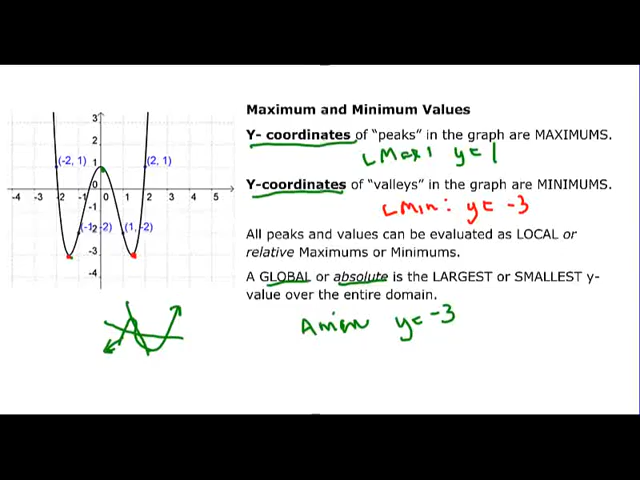 Maximum and Minimum Values
Y- coordinates of "peaks" in the graph are MAXIMUMS.
LMax: y=1
Y-coordinates of "valleys" in the graph are MINIMUMS.
LMin: y= -3
All peaks and values can be evaluated as LOCAL or
relative Maximums or Minimums.
A GLOBAL or absolute is the LARGEST or SMALLEST y-
value over the entire domain.
Amin y= -3
3
2
(-2, 1) 1 (2, 1)
0
-4 -3 -2 -1 0 1 2 3 4 5
-1
(-1, -2) -2 (1, -2)
-3
-4